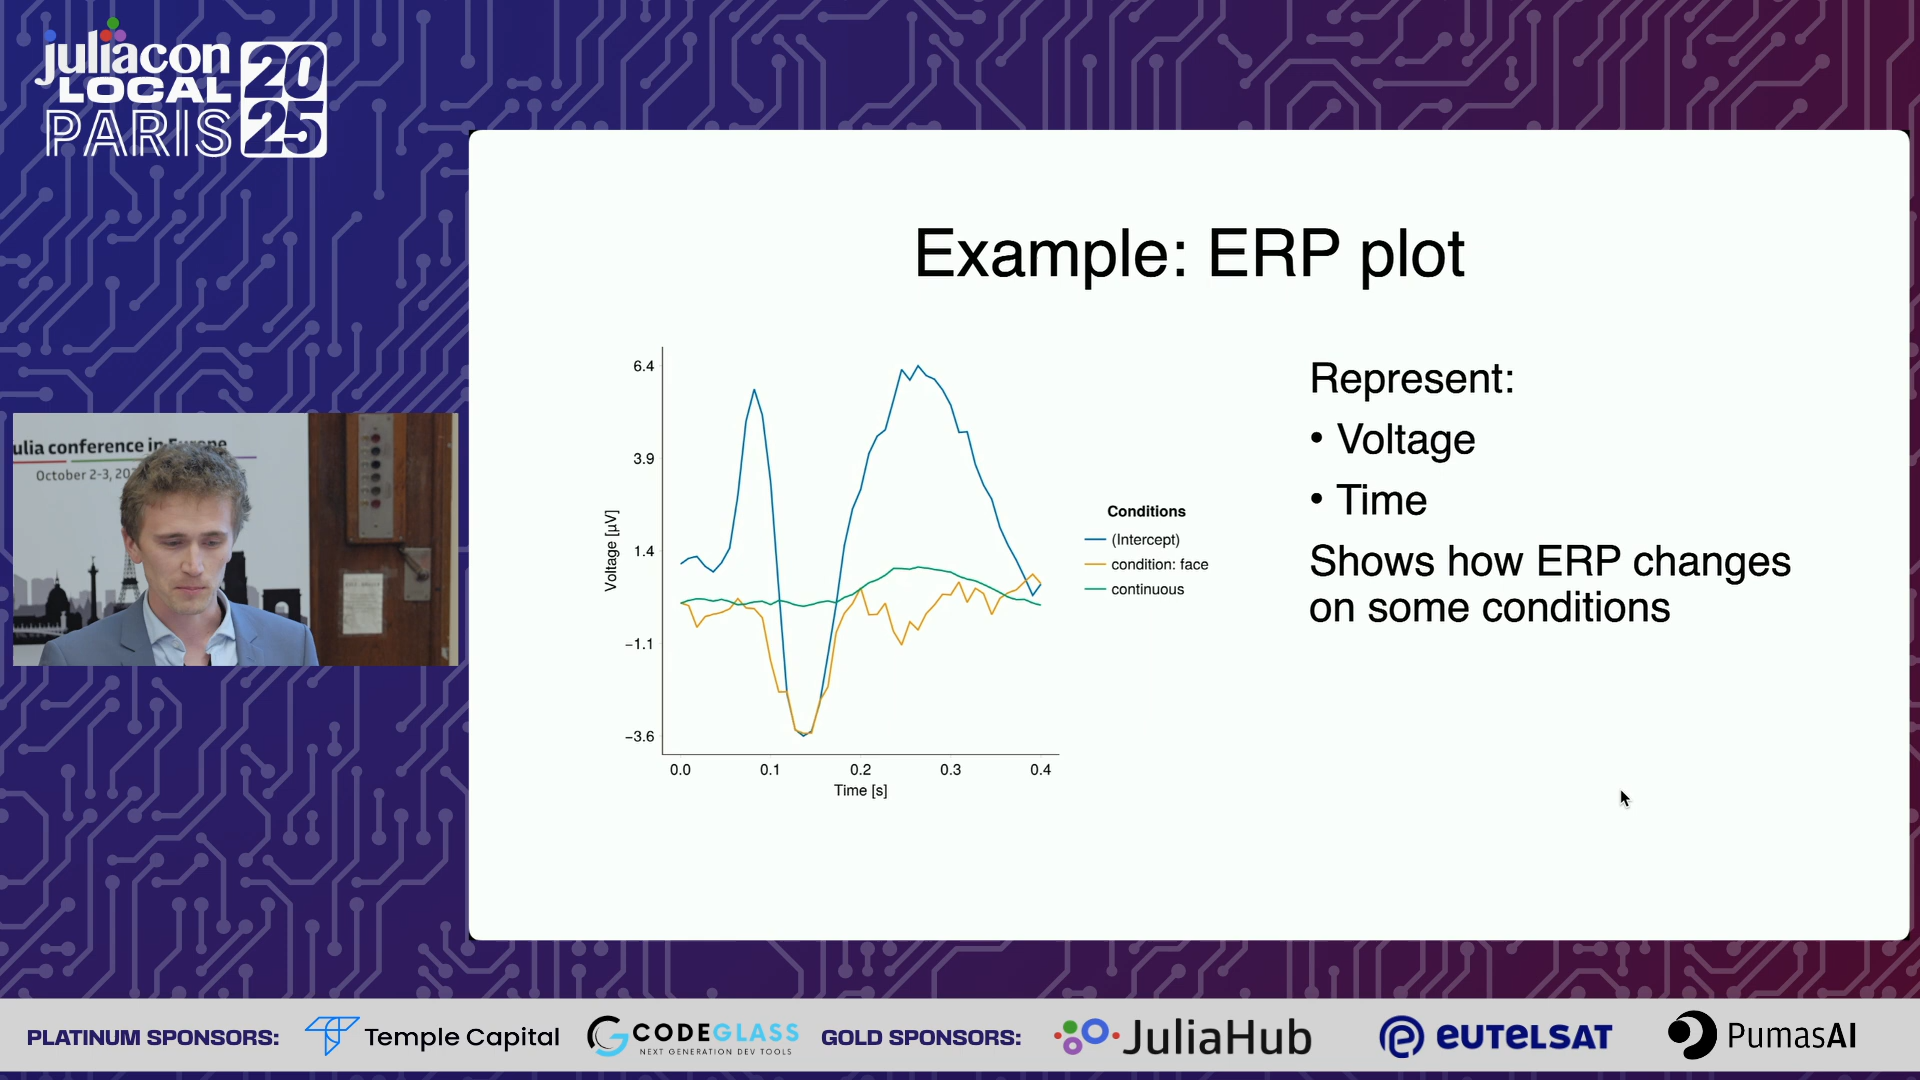 juliacon
LOCAL
PARIS
20
25
ulia conference in Europe
October 2-3, 202
Example: ERP plot
6.4
3.9
1.4
−1.1
−3.6
Voltage [µV]
0.0 0.1 0.2 0.3 0.4
Time [s]
Conditions
(Intercept)
condition: face
continuous
Represent:
• Voltage
• Time
Shows how ERP changes
on some conditions
PLATINUM SPONSORS: Temple Capital CODEGLASS GOLD SPONSORS: JuliaHub eutelsat PumasAI
NEXT GENERATION DEV TOOLS